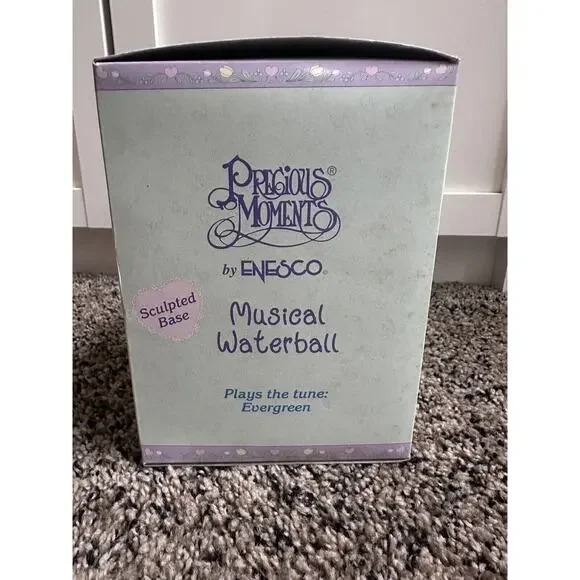 PRECIOUS®
MOMENTS
by ENESCO®
Sculpted
Base
Musical
Waterball
Plays the tune:
Evergreen